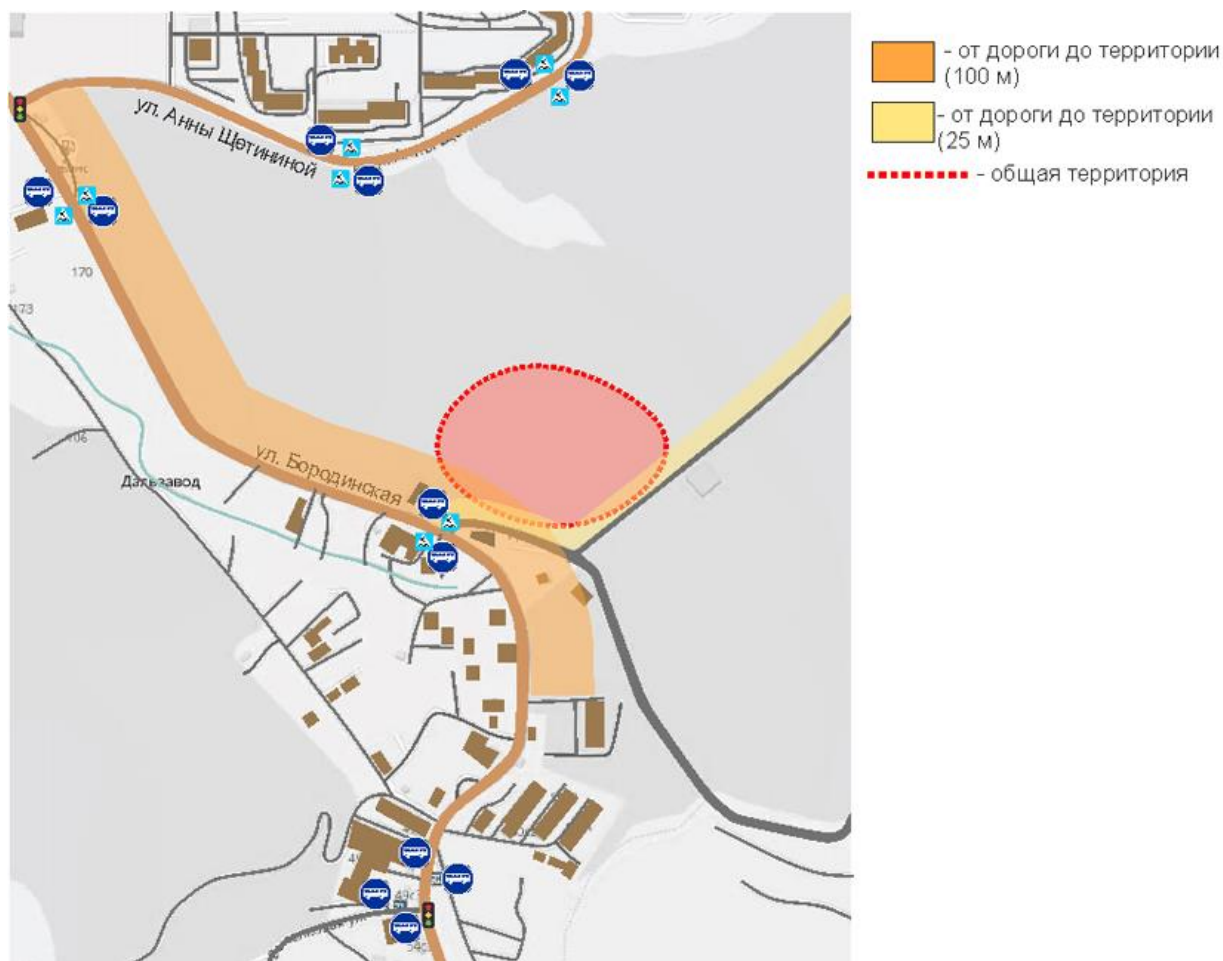 - от дороги до территории
(100 м)
- от дороги до территории
(25 м)
- общая территория
ул. Анны Щетининой
170
173
106
ул. Бородинская
Дальзавод